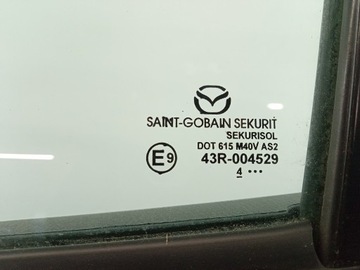 SAINT-GOBAIN SEKURIT
SEKURISOL
DOT 615 M40V AS2
E9 43R-004529
4 •••